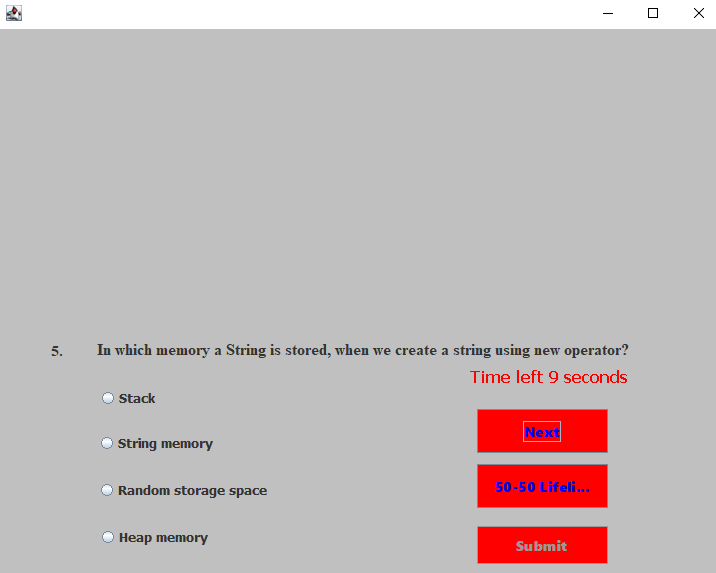 5. In which memory a String is stored, when we create a string using new operator?
Time left 9 seconds
Stack
Next
String memory
50-50 Lifeli...
Random storage space
Heap memory
Submit